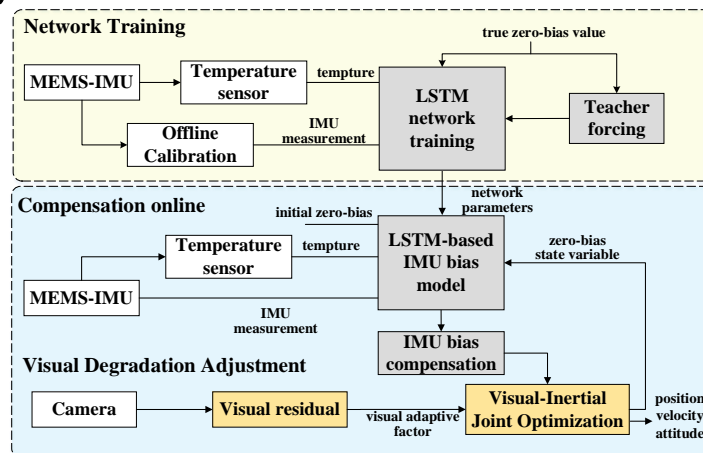 Network Training
true zero-bias value
MEMS-IMU
Temperature
sensor
tempture
LSTM
network
training
Teacher
forcing
Offline
Calibration
IMU
measurement
Compensation online
network
parameters
initial zero-bias
Temperature
sensor
tempture
LSTM-based
IMU bias
model
zero-bias
state variable
MEMS-IMU
IMU
measurement
IMU bias
compensation
Visual Degradation Adjustment
Camera
Visual residual
visual adaptive
factor
Visual-Inertial
Joint Optimization
position
velocity
attitude